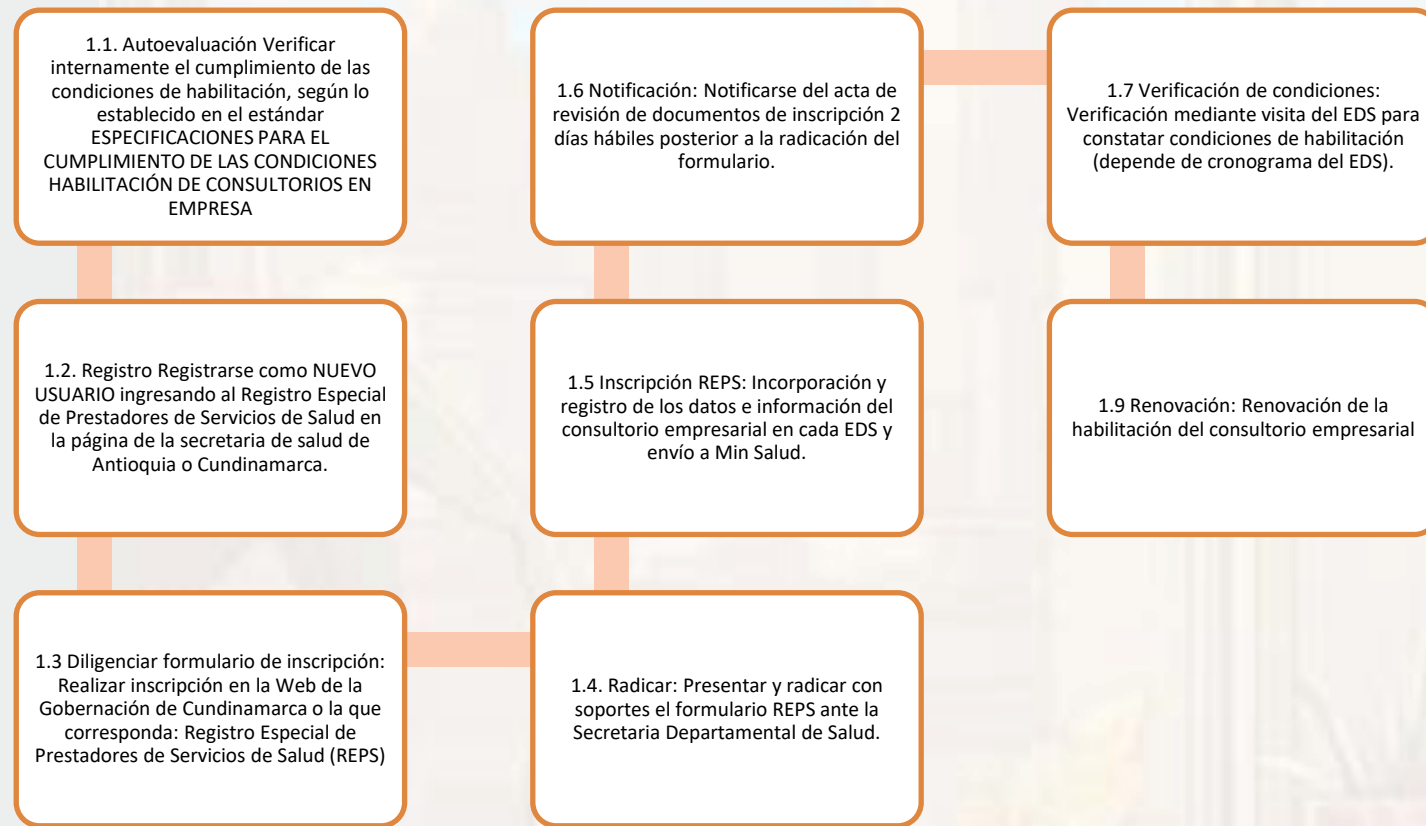 1.1. Autoevaluación Verificar
internamente el cumplimiento de las
condiciones de habilitación, según lo
establecido en el estándar
ESPECIFICACIONES PARA EL
CUMPLIMIENTO DE LAS CONDICIONES
HABILITACIÓN DE CONSULTORIOS EN
EMPRESA
1.2. Registro Registrarse como NUEVO
USUARIO ingresando al Registro Especial
de Prestadores de Servicios de Salud en
la página de la secretaria de salud de
Antioquia o Cundinamarca.
1.3 Diligenciar formulario de inscripción:
Realizar inscripción en la Web de la
Gobernación de Cundinamarca o la que
corresponda: Registro Especial de
Prestadores de Servicios de Salud (REPS)
1.4. Radicar: Presentar y radicar con
soportes el formulario REPS ante la
Secretaria Departamental de Salud.
1.5 Inscripción REPS: Incorporación y
registro de los datos e información del
consultorio empresarial en cada EDS y
envío a Min Salud.
1.6 Notificación: Notificarse del acta de
revisión de documentos de inscripción 2
días hábiles posterior a la radicación del
formulario.
1.7 Verificación de condiciones:
Verificación mediante visita del EDS para
constatar condiciones de habilitación
(depende de cronograma del EDS).
1.9 Renovación: Renovación de la
habilitación del consultorio empresarial